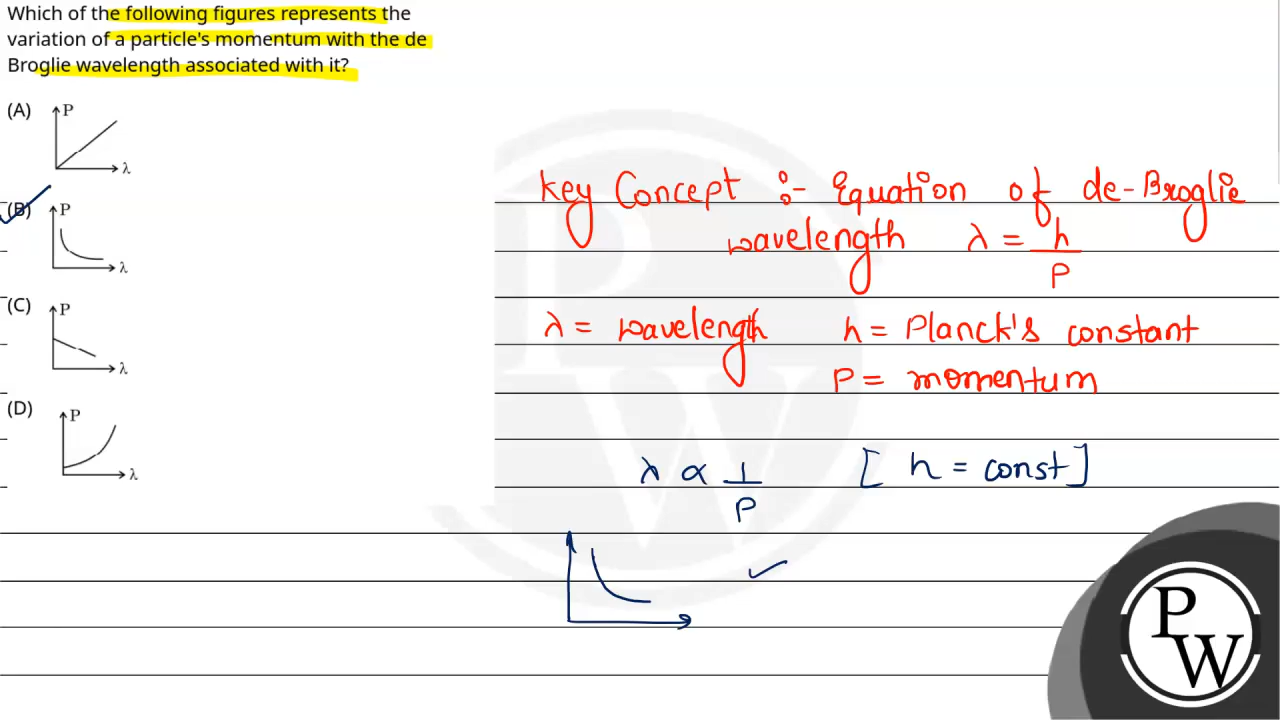 Which of the following figures represents the
variation of a particle's momentum with the de
Broglie wavelength associated with it?
(A)
P
λ
(B)
P
λ
(C)
P
λ
(D)
P
λ
Key Concept :- Equation of de-Broglie
wavelength λ = h/P
λ = wavelength h = Planck's constant
P = momentum
λ ∝ 1/P [h = const]
PW